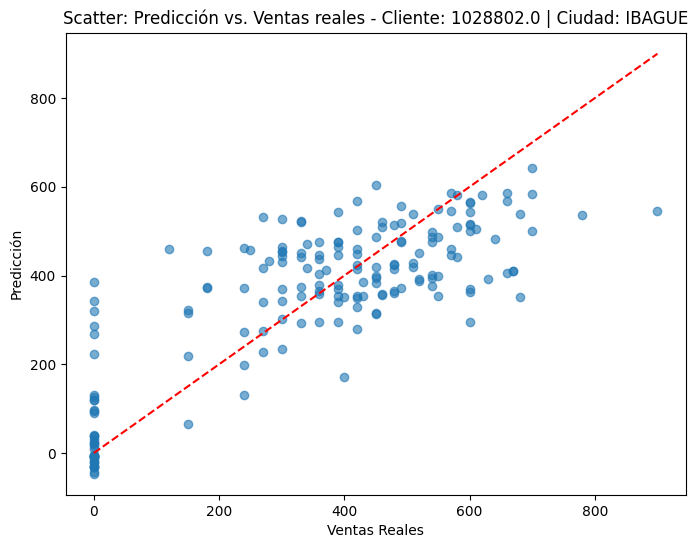 Scatter: Predicción vs. Ventas reales - Cliente: 1028802.0 | Ciudad: IBAGUE
800
600
400
200
0
Predicción
0 200 400 600 800
Ventas Reales